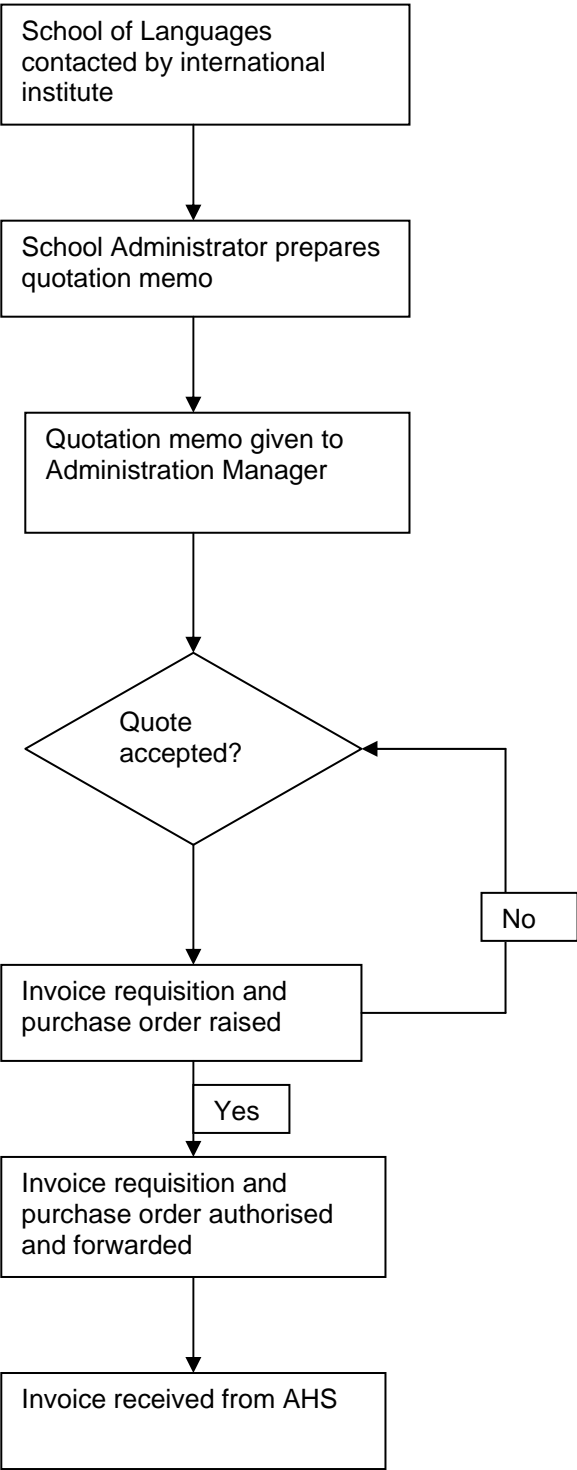 School of Languages
contacted by international
institute
School Administrator prepares
quotation memo
Quotation memo given to
Administration Manager
Quote
accepted?
No
Invoice requisition and
purchase order raised
Yes
Invoice requisition and
purchase order authorised
and forwarded
Invoice received from AHS